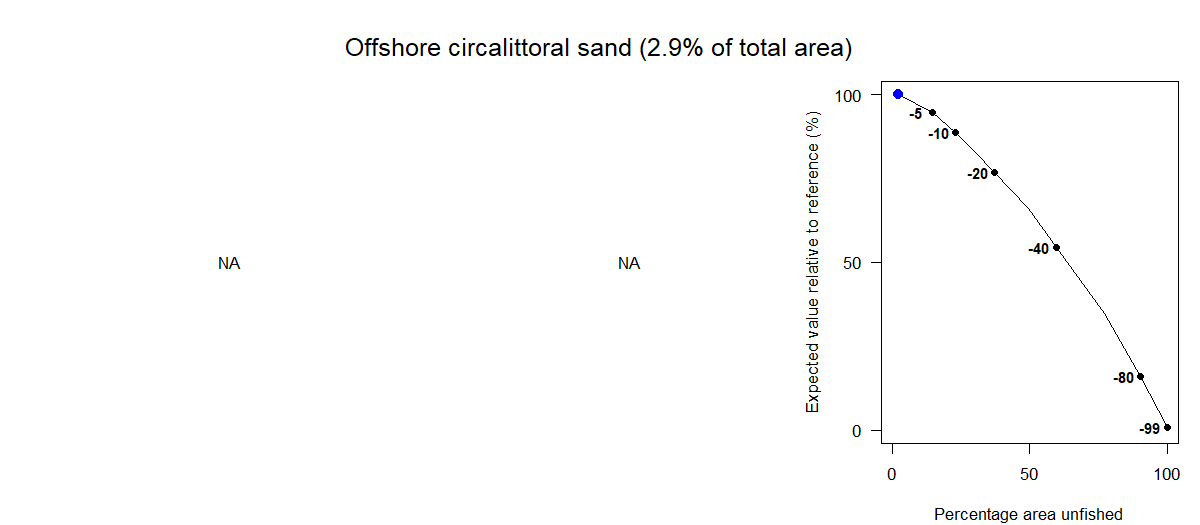 Offshore circalittoral sand (2.9% of total area)
NA
NA
Expected value relative to reference (%)
100
50
0
-5
-10
-20
-40
-80
-99
0
50
100
Percentage area unfished